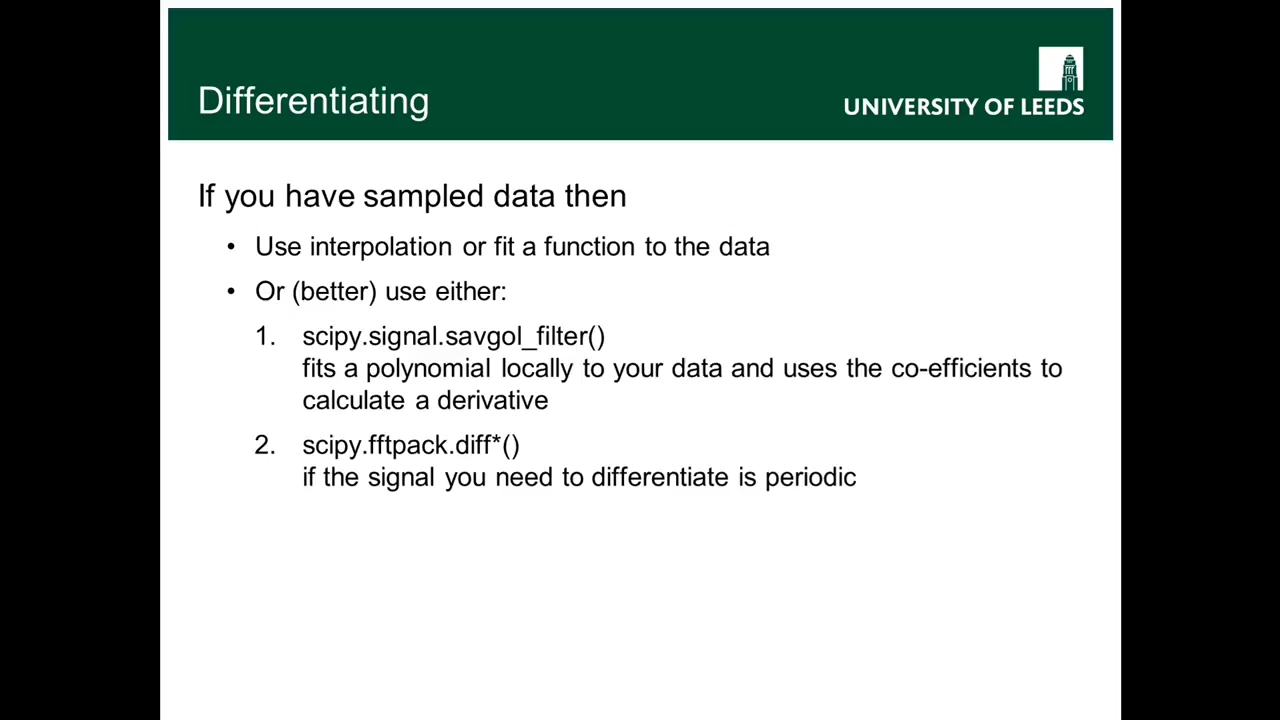 Differentiating
UNIVERSITY OF LEEDS
If you have sampled data then
• Use interpolation or fit a function to the data
• Or (better) use either:
1. scipy.signal.savgol_filter()
fits a polynomial locally to your data and uses the co-efficients to
calculate a derivative
2. scipy.fftpack.diff*()
if the signal you need to differentiate is periodic